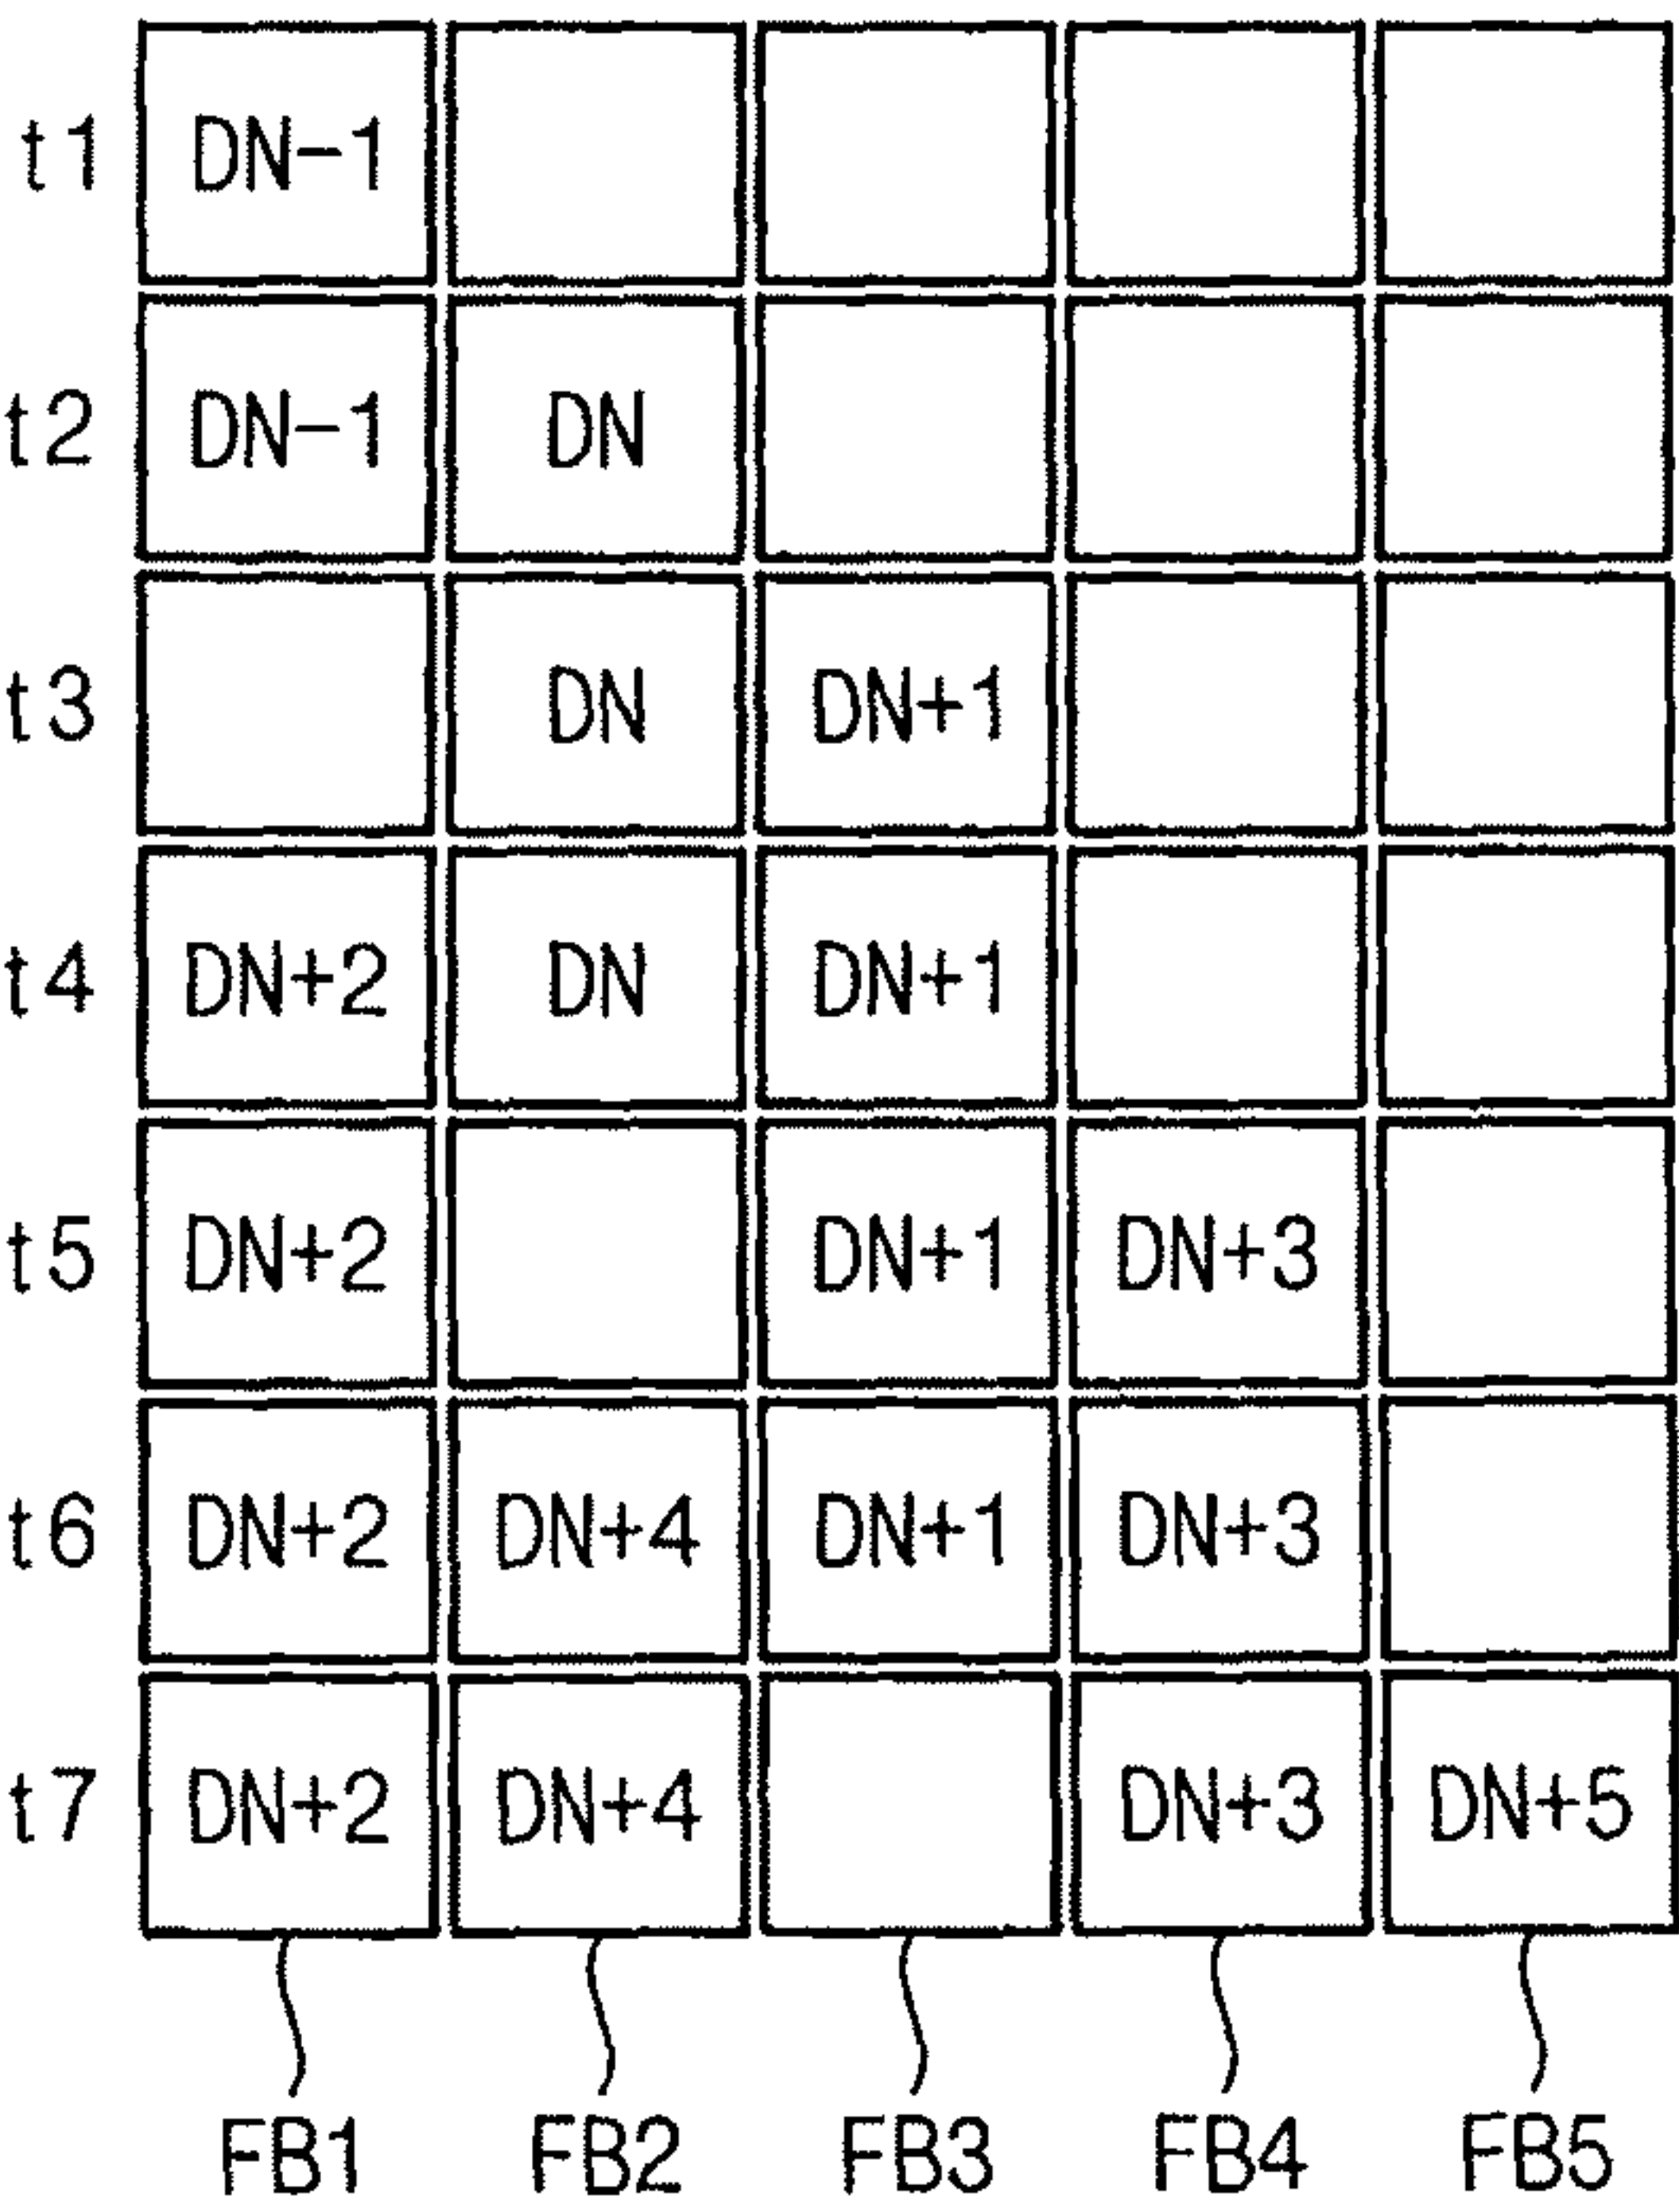 t1 DN-1
t2 DN-1 DN
t3 DN DN+1
t4 DN+2 DN DN+1
t5 DN+2 DN+1 DN+3
t6 DN+2 DN+4 DN+1 DN+3
t7 DN+2 DN+4 DN+3 DN+5
FB1 FB2 FB3 FB4 FB5